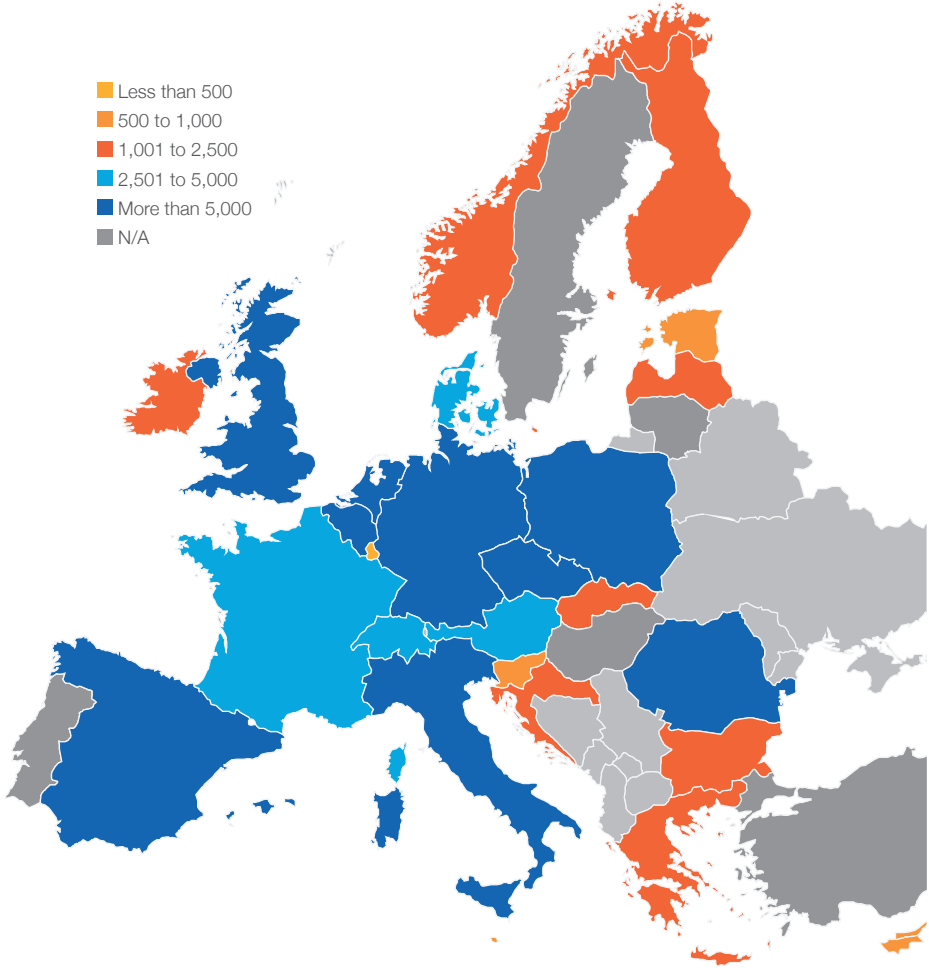 Less than 500
500 to 1,000
1,001 to 2,500
2,501 to 5,000
More than 5,000
N/A